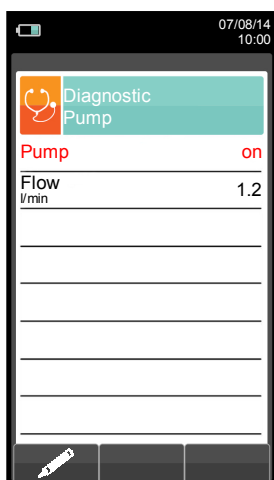 07/08/14
10:00
Diagnostic
Pump
Pump on
Flow 1.2
l/min